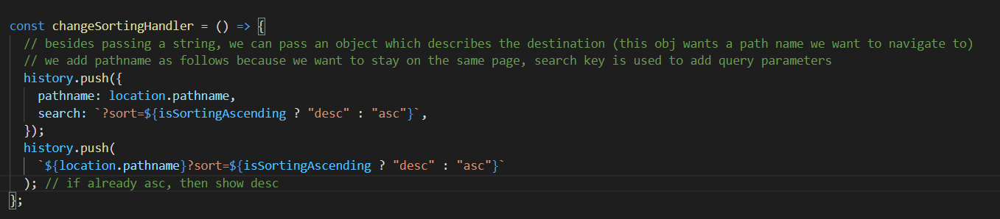 const changeSortingHandler = () => {
// besides passing a string, we can pass an object which describes the destination (this obj wants a path name we want to navigate to)
// we add pathname as follows because we want to stay on the same page, search key is used to add query parameters
history.push({
pathname: location.pathname,
search: `?sort=${isSortingAscending ? "desc" : "asc"}`,
});
history.push(
`${location.pathname}?sort=${isSortingAscending ? "desc" : "asc"}`
); // if already asc, then show desc
};